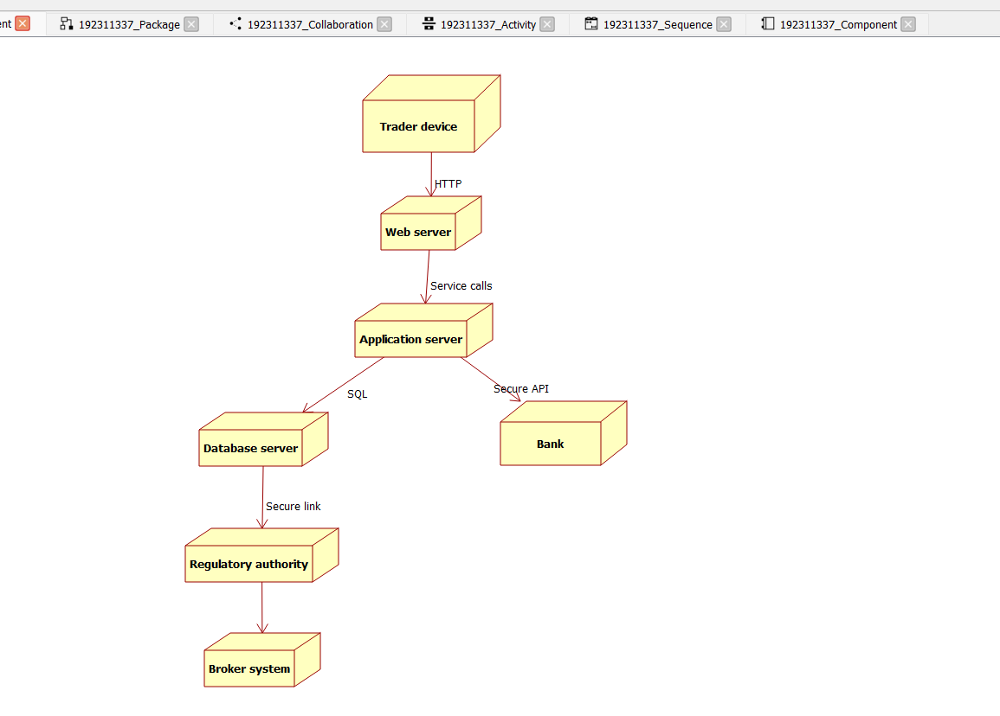 ent
192311337_Package
192311337_Collaboration
192311337_Activity
192311337_Sequence
192311337_Component
Trader device
HTTP
Web server
Service calls
Application server
SQL
Secure API
Database server
Bank
Secure link
Regulatory authority
Broker system